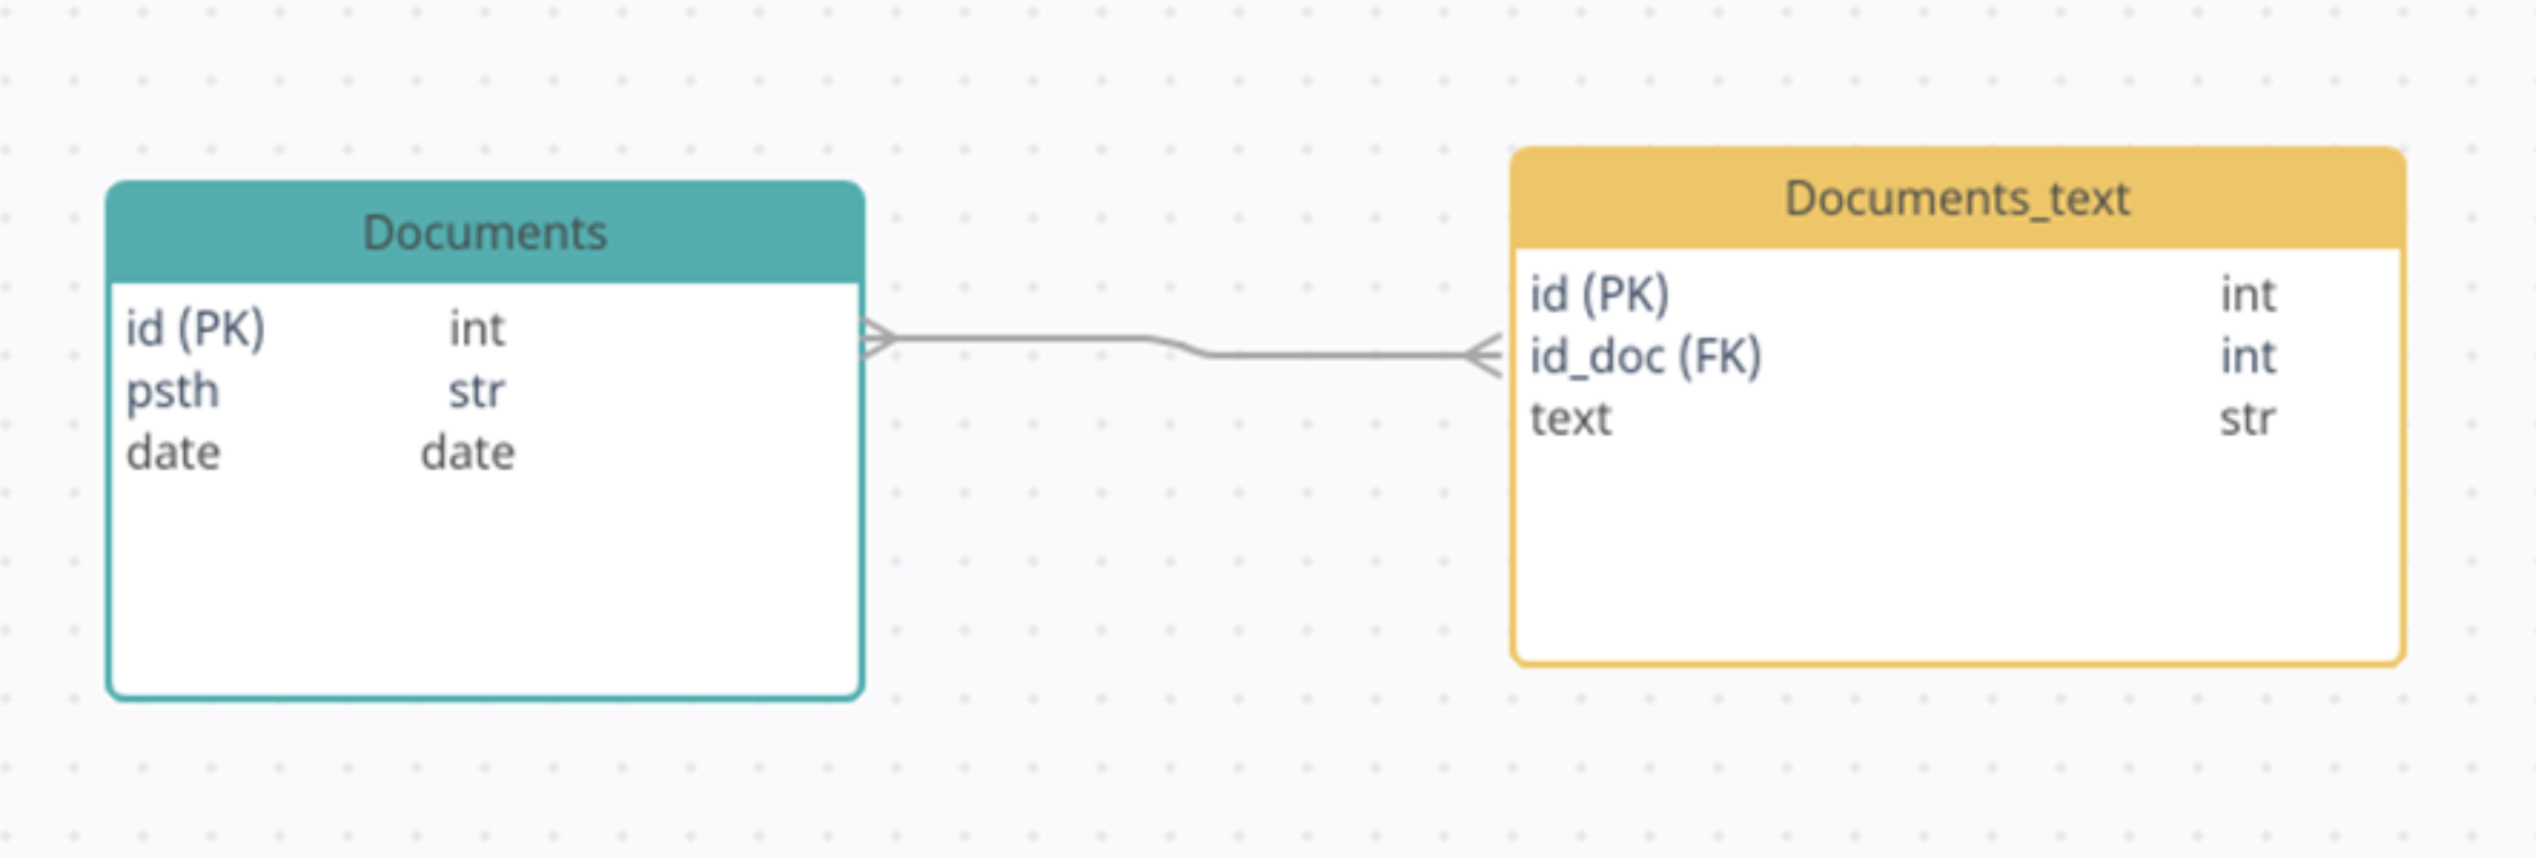 Documents
id (PK) int
psth str
date date
Documents_text
id (PK) int
id_doc (FK) int
text str